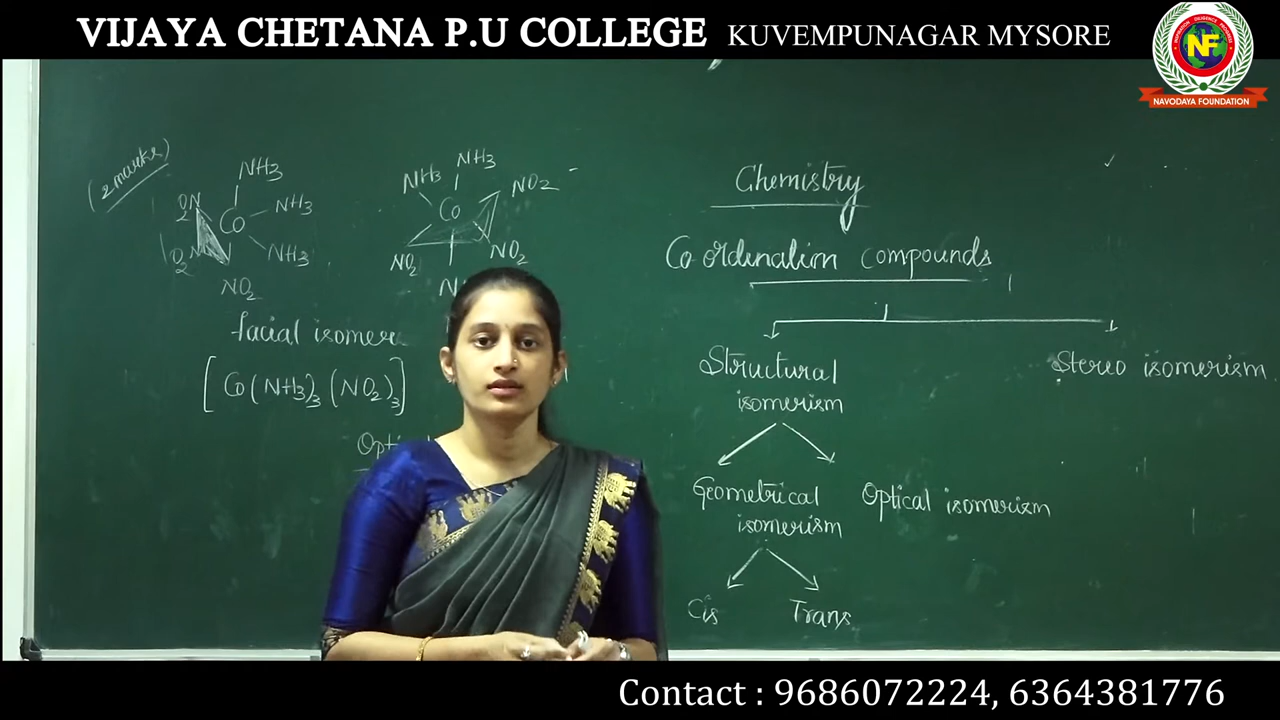 VIJAYA CHETANA P.U COLLEGE KUVEMPUNAGAR MYSORE
NF
NAVODAYA FOUNDATION
(2 marks)
NH3
O2N
Co
NH3
O2N
NH3
NO2
facial isomer
[Co(NH3)3(NO2)3]
NH3
NH3
NO2
Co
NO2
NO2
Chemistry
Co ordination compounds
Structural isomerism
Stereo isomerism
Geometrical isomerism
Optical isomerism
Cis
Trans
Contact : 9686072224, 6364381776